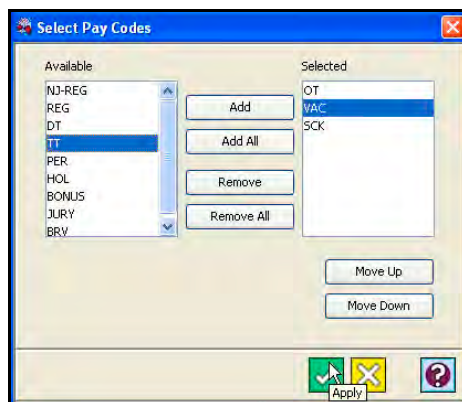 Select Pay Codes
Available
Selected
NJ-REG
REG
DT
TT
PER
HOL
BONUS
JURY
BRV
Add
Add All
Remove
Remove All
OT
VAC
SCK
Move Up
Move Down
Apply